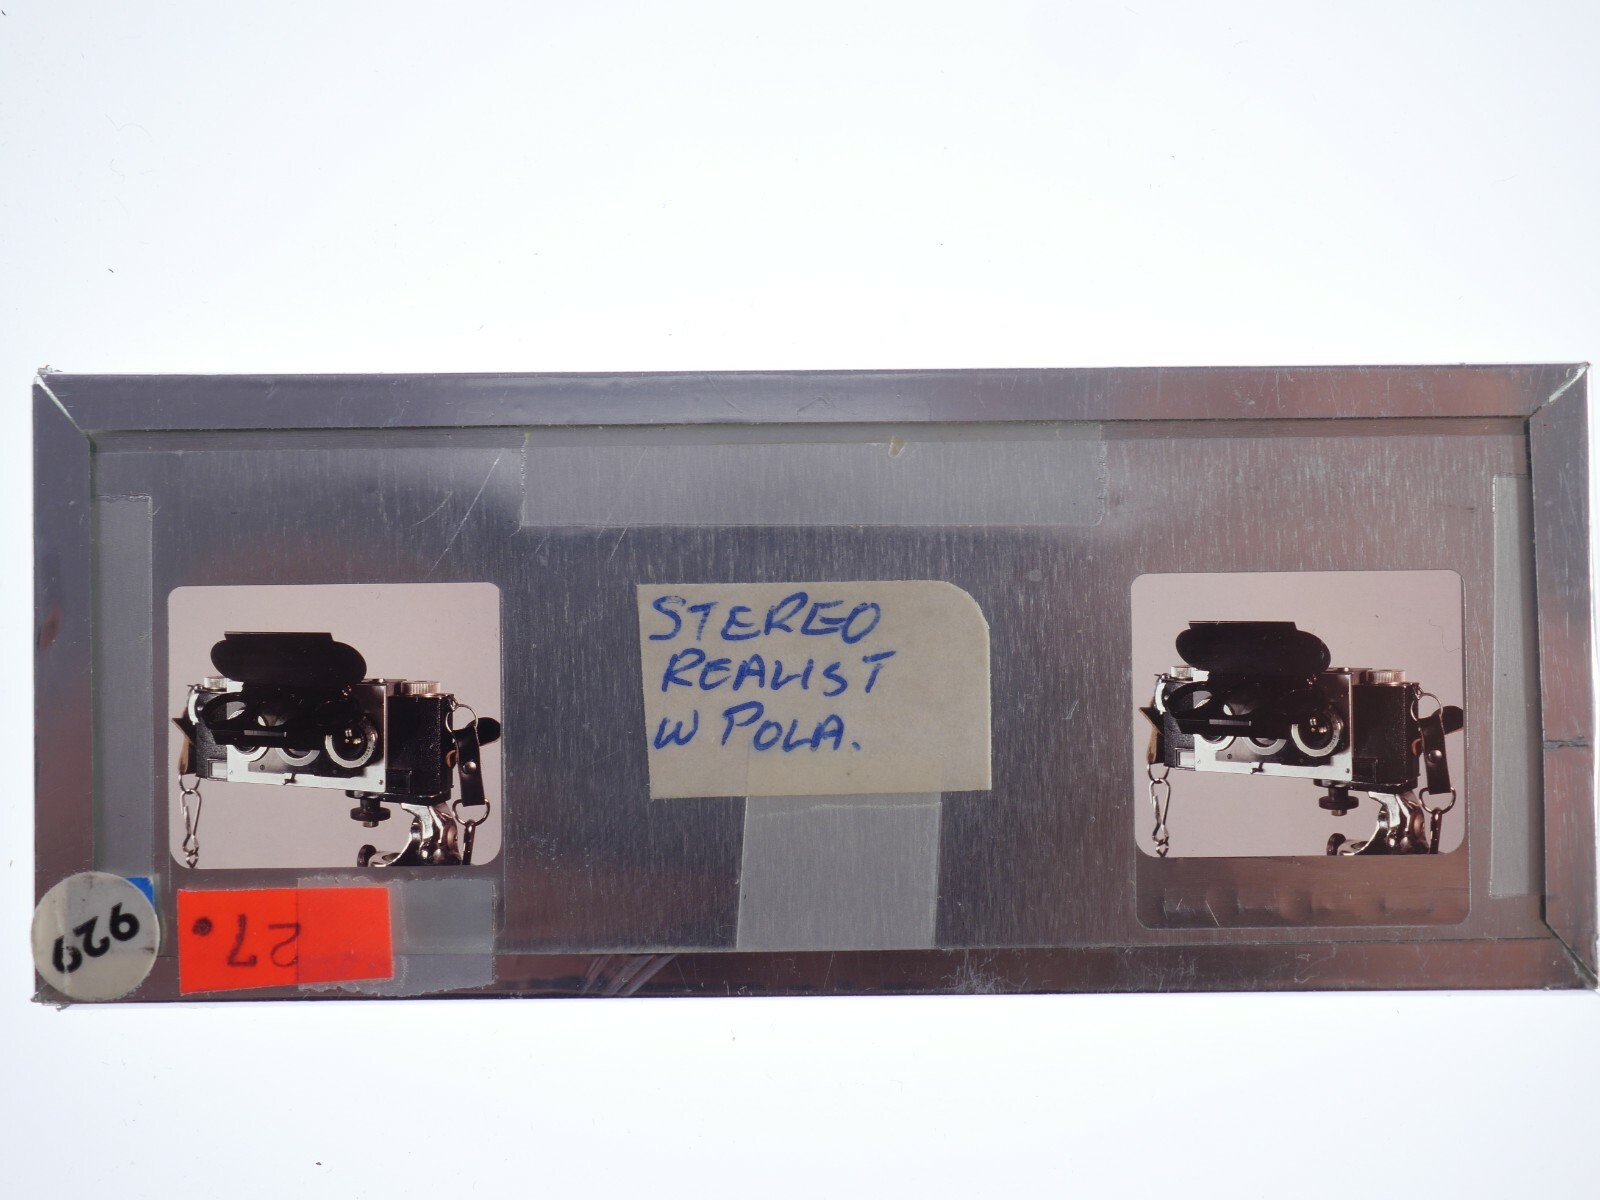 STEREO
REALIST
W POLA.
929
27.